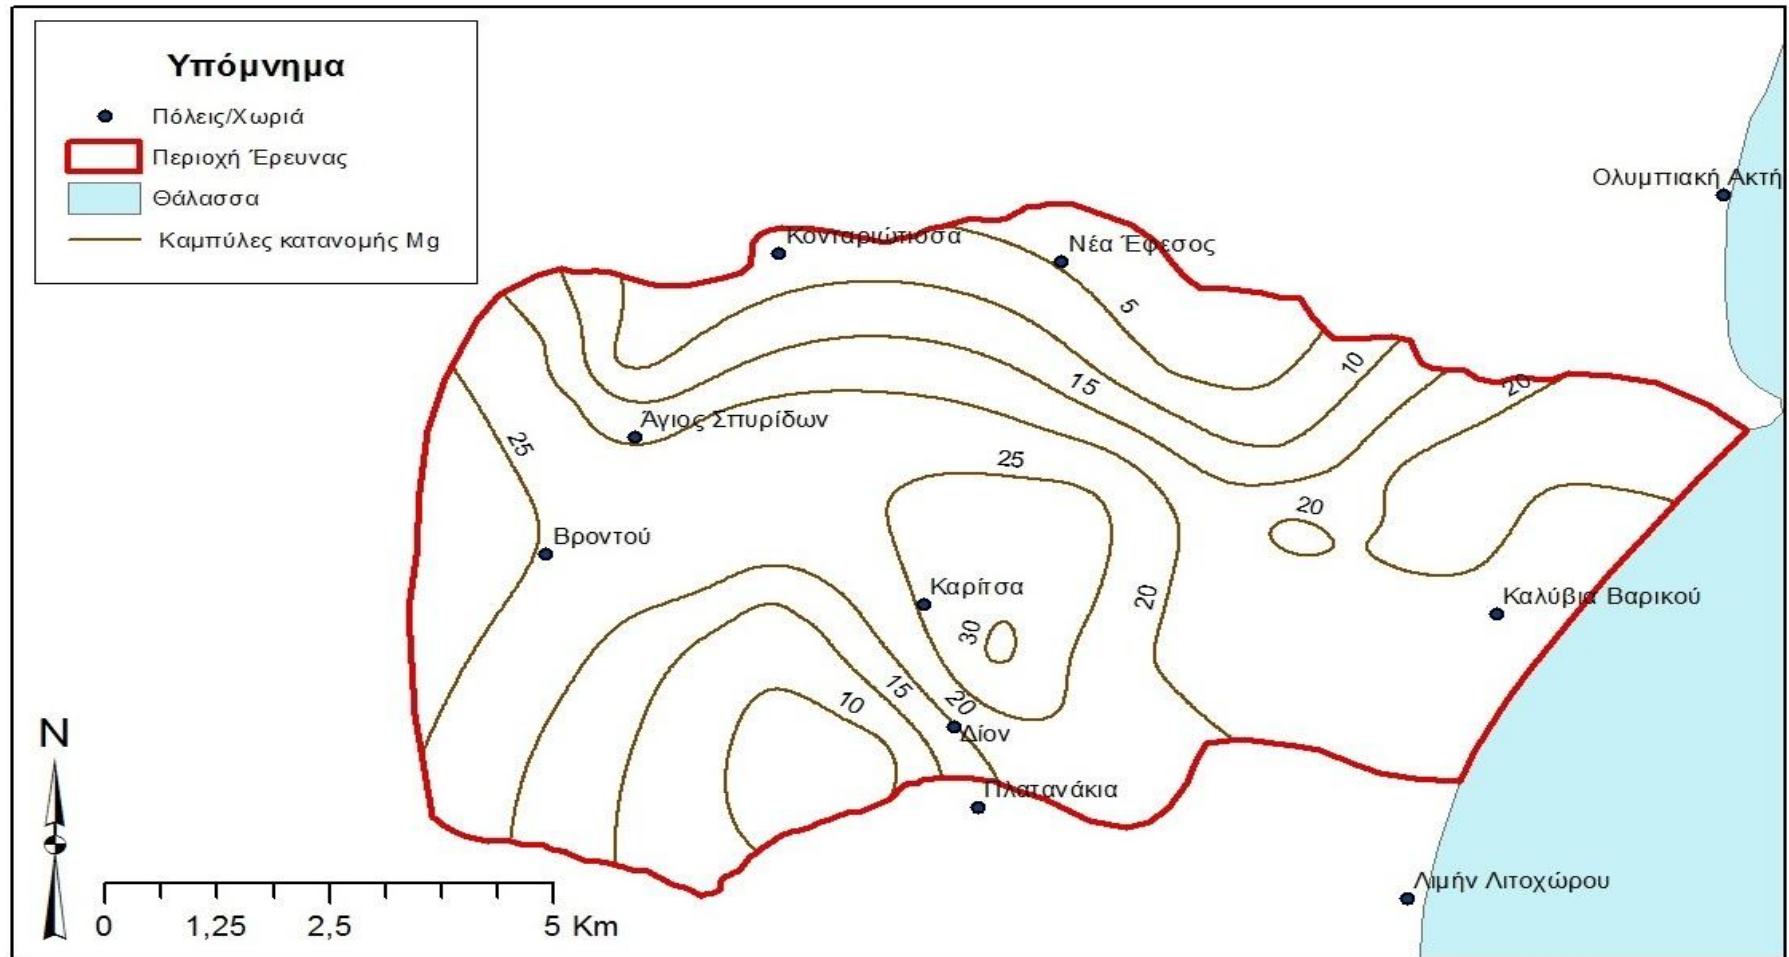 Υπόμνημα
Πόλεις/Χωριά
Περιοχή Έρευνας
Θάλασσα
Καμπύλες κατανομής Mg
Ολυμπιακή Ακτή
Κονταριώτισσα
Νέα Έφεσος
5
10
15
20
Άγιος Σπυρίδων
25
25
20
Βροντού
Καρίτσα
20
Καλύβια Βαρικού
30
15
10
20
Δίον
Πλατανάκια
Λιμήν Λιτοχώρου
N
0 1,25 2,5 5 Km